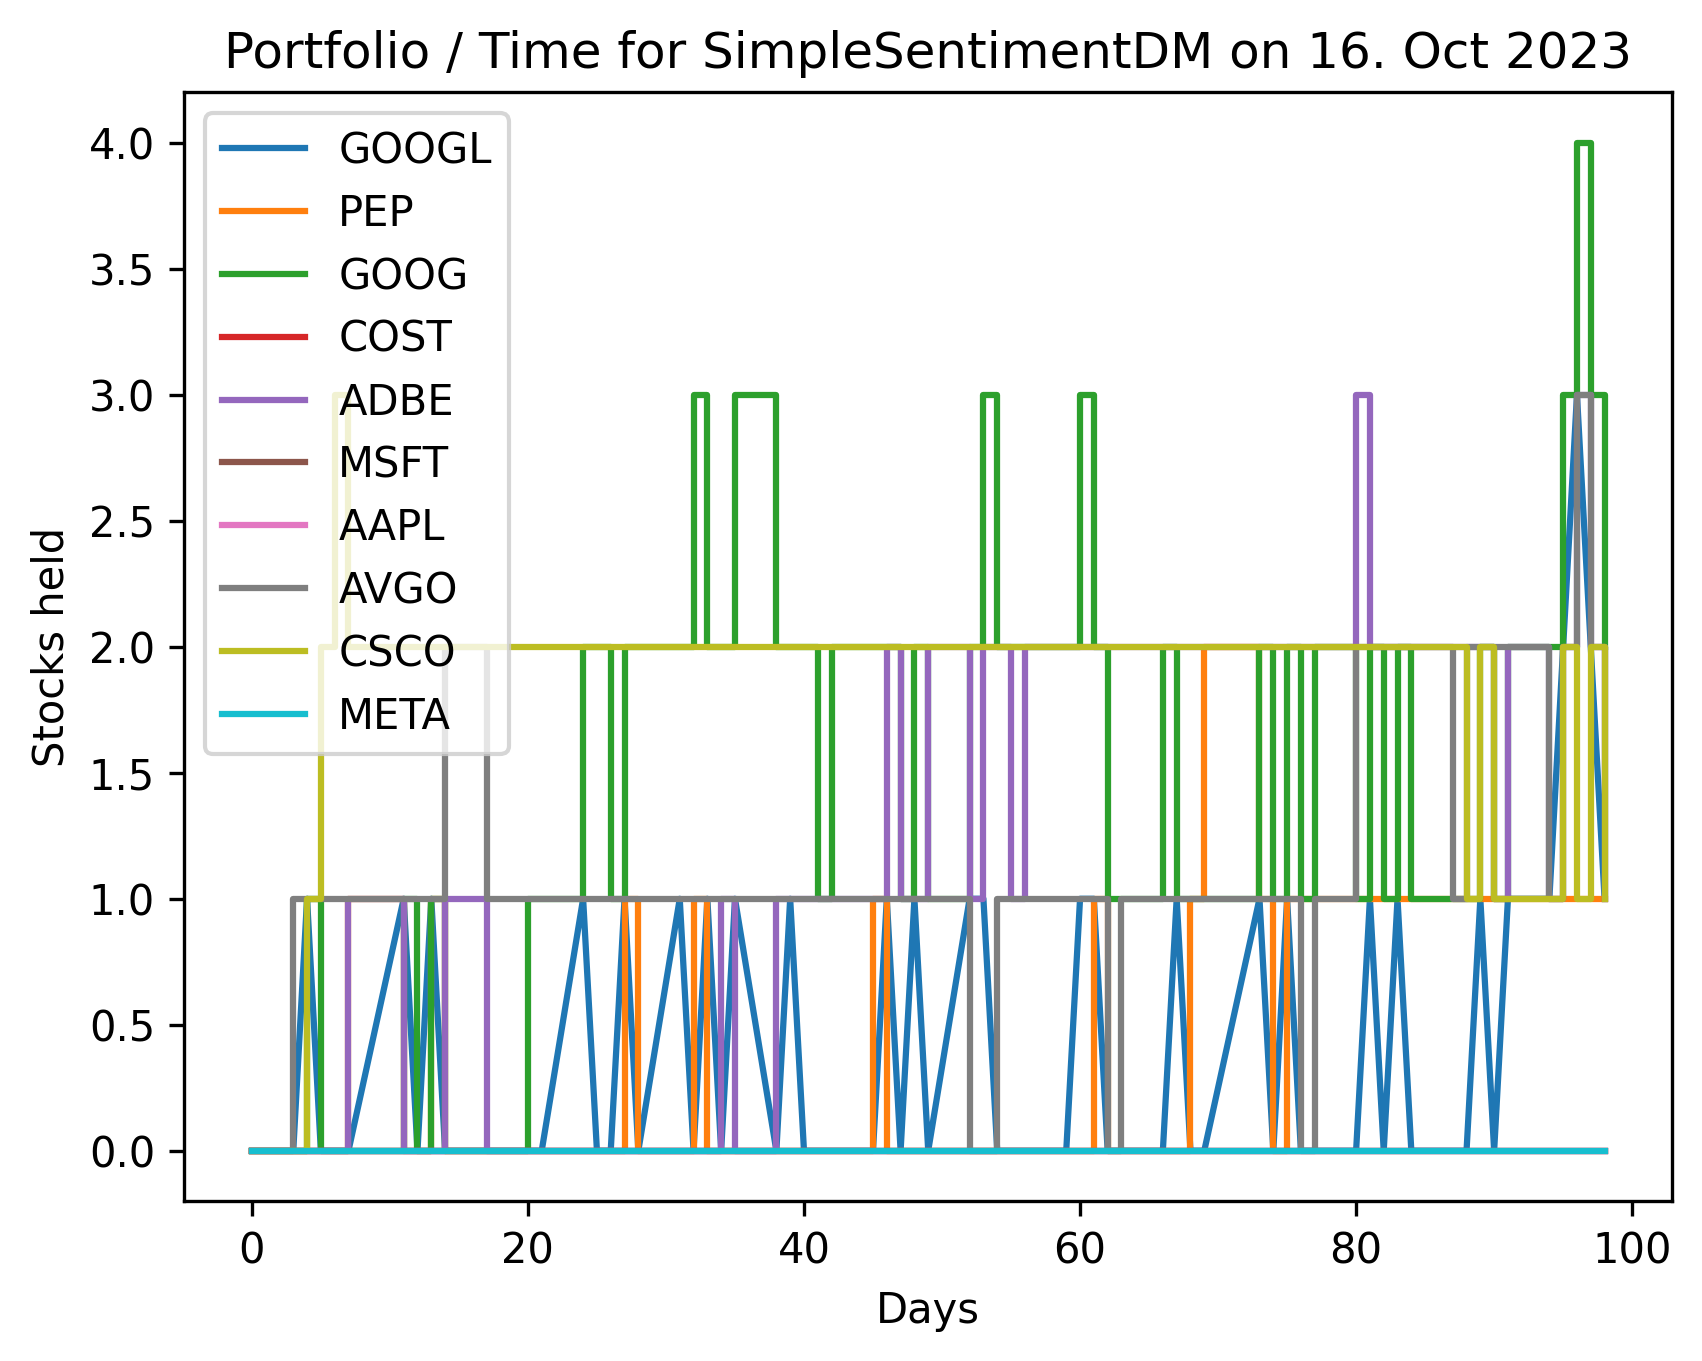 Portfolio / Time for SimpleSentimentDM on 16. Oct 2023
4.0
3.5
3.0
2.5
2.0
1.5
1.0
0.5
0.0
Stocks held
GOOGL
PEP
GOOG
COST
ADBE
MSFT
AAPL
AVGO
CSCO
META
0 20 40 60 80 100
Days